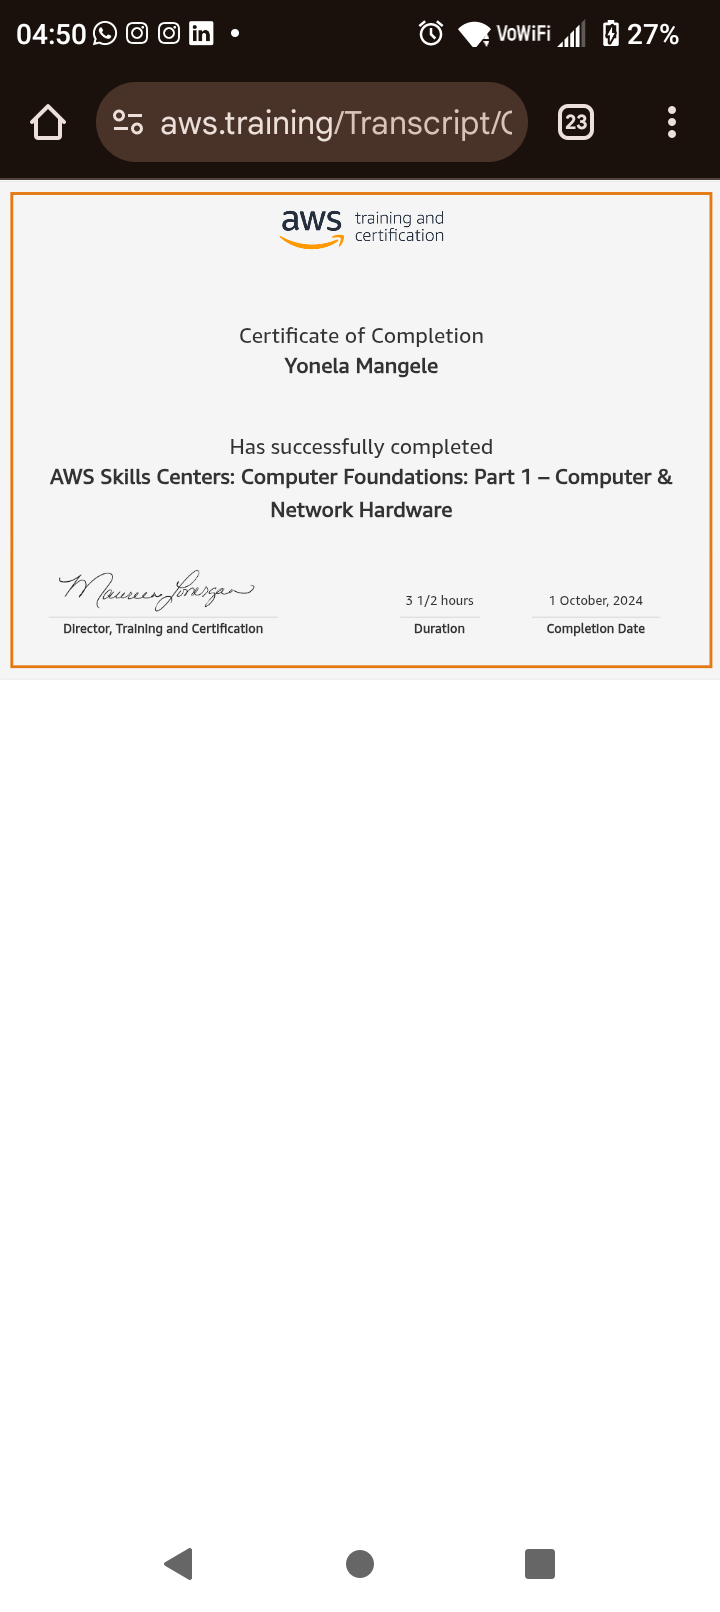 04:50
VoWiFi
27%
aws.training/Transcript/C
23
aws training and
certification
Certificate of Completion
Yonela Mangele
Has successfully completed
AWS Skills Centers: Computer Foundations: Part 1 – Computer &
Network Hardware
Maureen Lonergan
3 1/2 hours
1 October, 2024
Director, Training and Certification
Duration
Completion Date